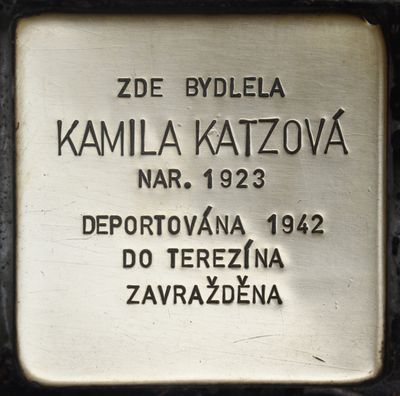 ZDE BYDLELA
KAMILA KATZOVÁ
NAR. 1923
DEPORTOVÁNA 1942
DO TEREZÍNA
ZAVRAŽDĚNA